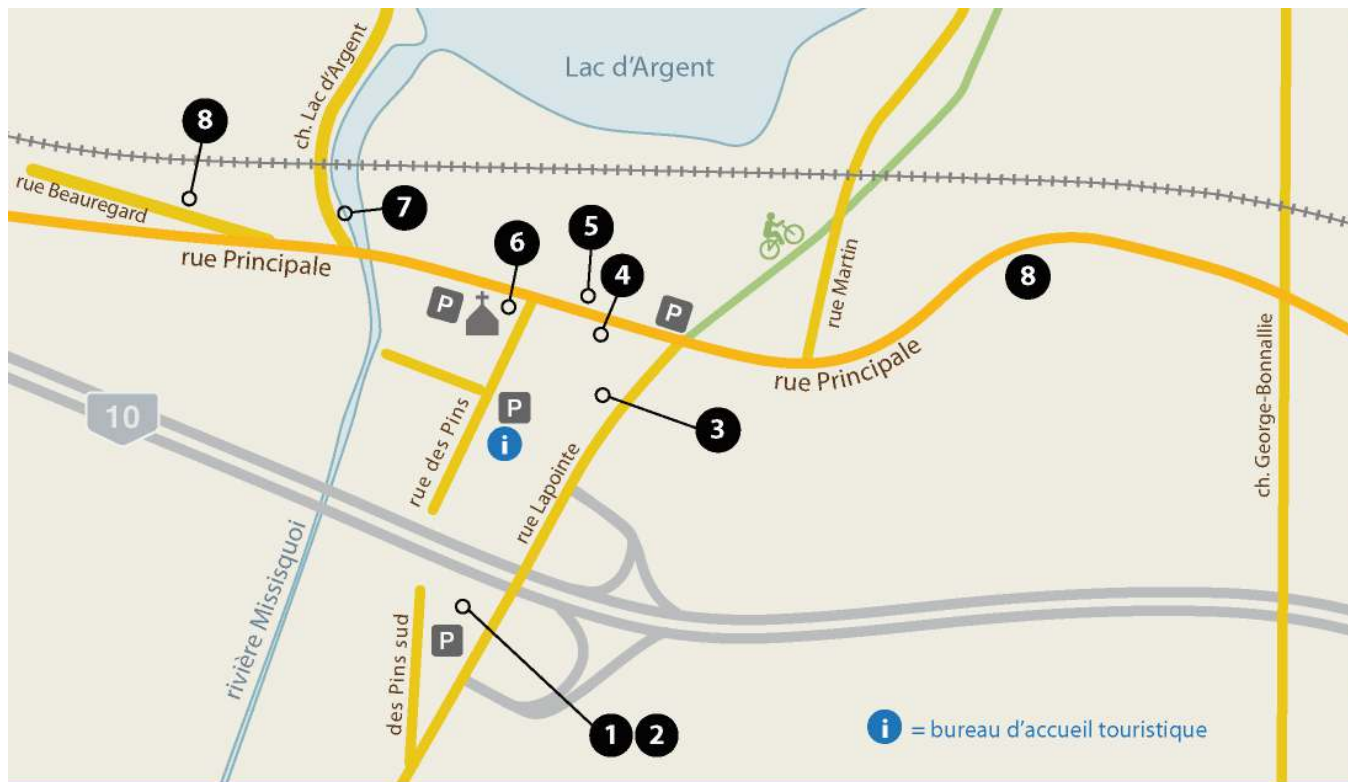 Lac d'Argent
ch. Lac d'Argent
8
rue Beauregard
7
rue Principale
6
5
4
P
P
rue Martin
8
rue Principale
ch. George-Bonnallie
10
rue des Pins
P
i
3
rue Lapointe
rivière Missisquoi
des Pins sud
P
1 2
i = bureau d'accueil touristique